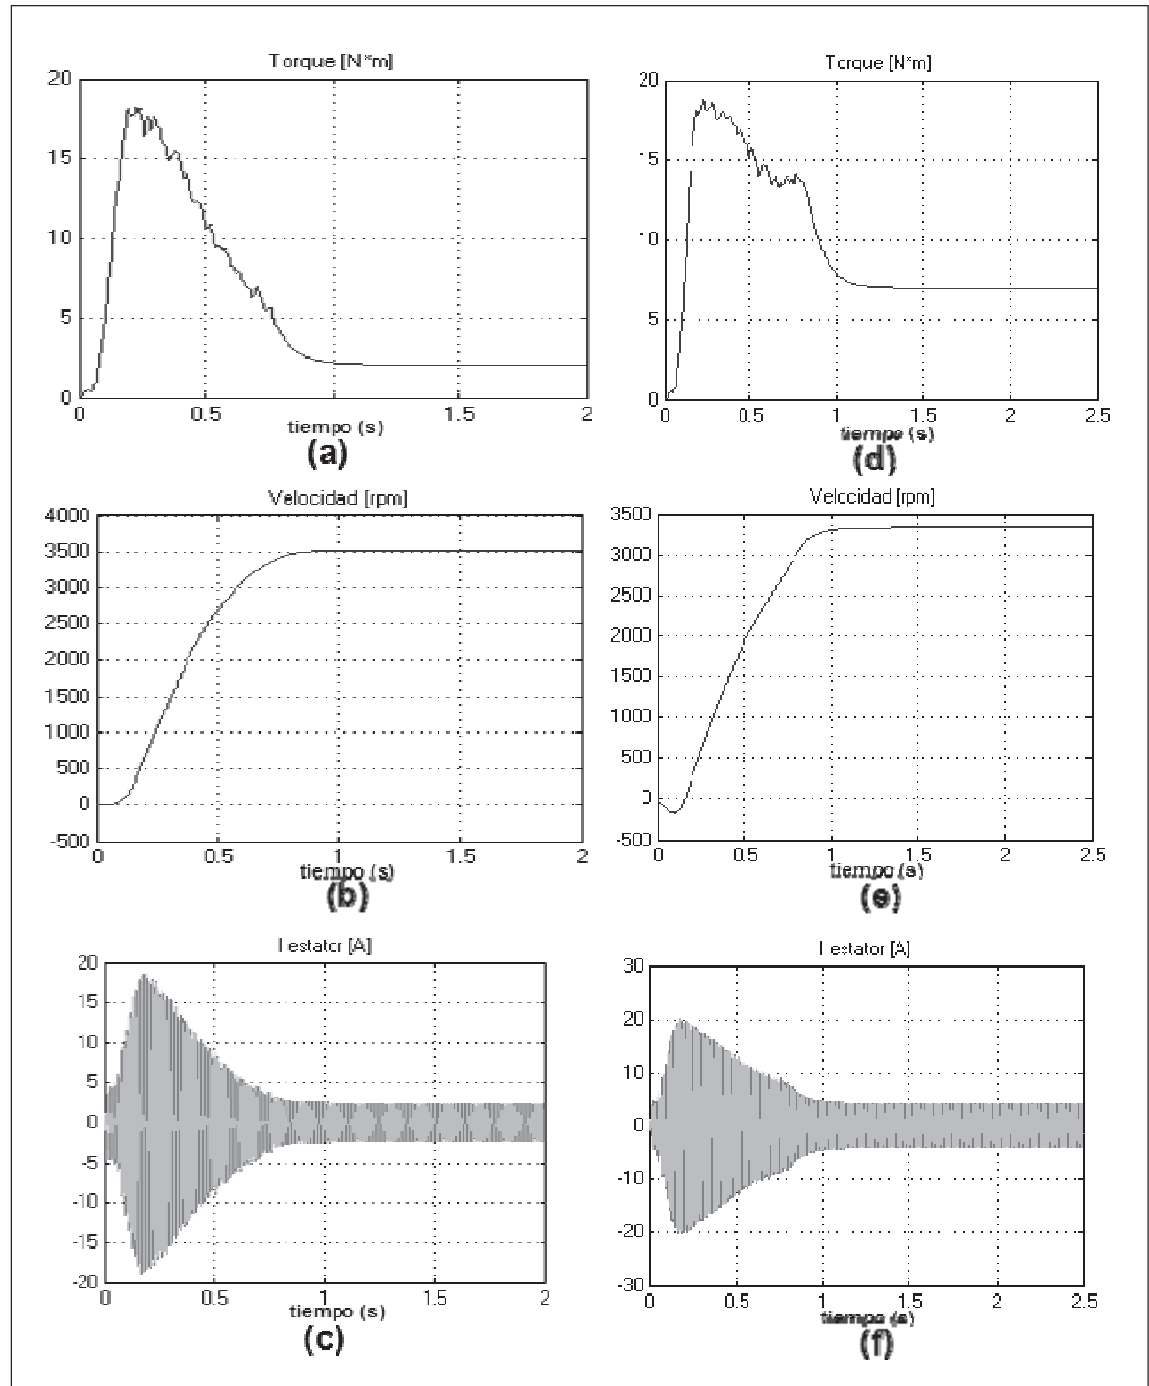 Torque [N*m]
20
15
10
5
0
0 0.5 1 1.5 2
tiempo (s)
(a)
Torque [N*m]
20
15
10
5
0
0 0.5 1 1.5 2 2.5
tiempo (s)
(d)
Velocidad [rpm]
4000
3500
3000
2500
2000
1500
1000
500
0
-500
0 0.5 1 1.5 2
tiempo (s)
(b)
Velocidad [rpm]
3500
3000
2500
2000
1500
1000
500
0
-500
0 0.5 1 1.5 2 2.5
tiempo (s)
(e)
I estator [A]
20
15
10
5
0
-5
-10
-15
-20
0 0.5 1 1.5 2
tiempo (s)
(c)
I estator [A]
30
20
10
0
-10
-20
-30
0 0.5 1 1.5 2 2.5
tiempo (s)
(f)